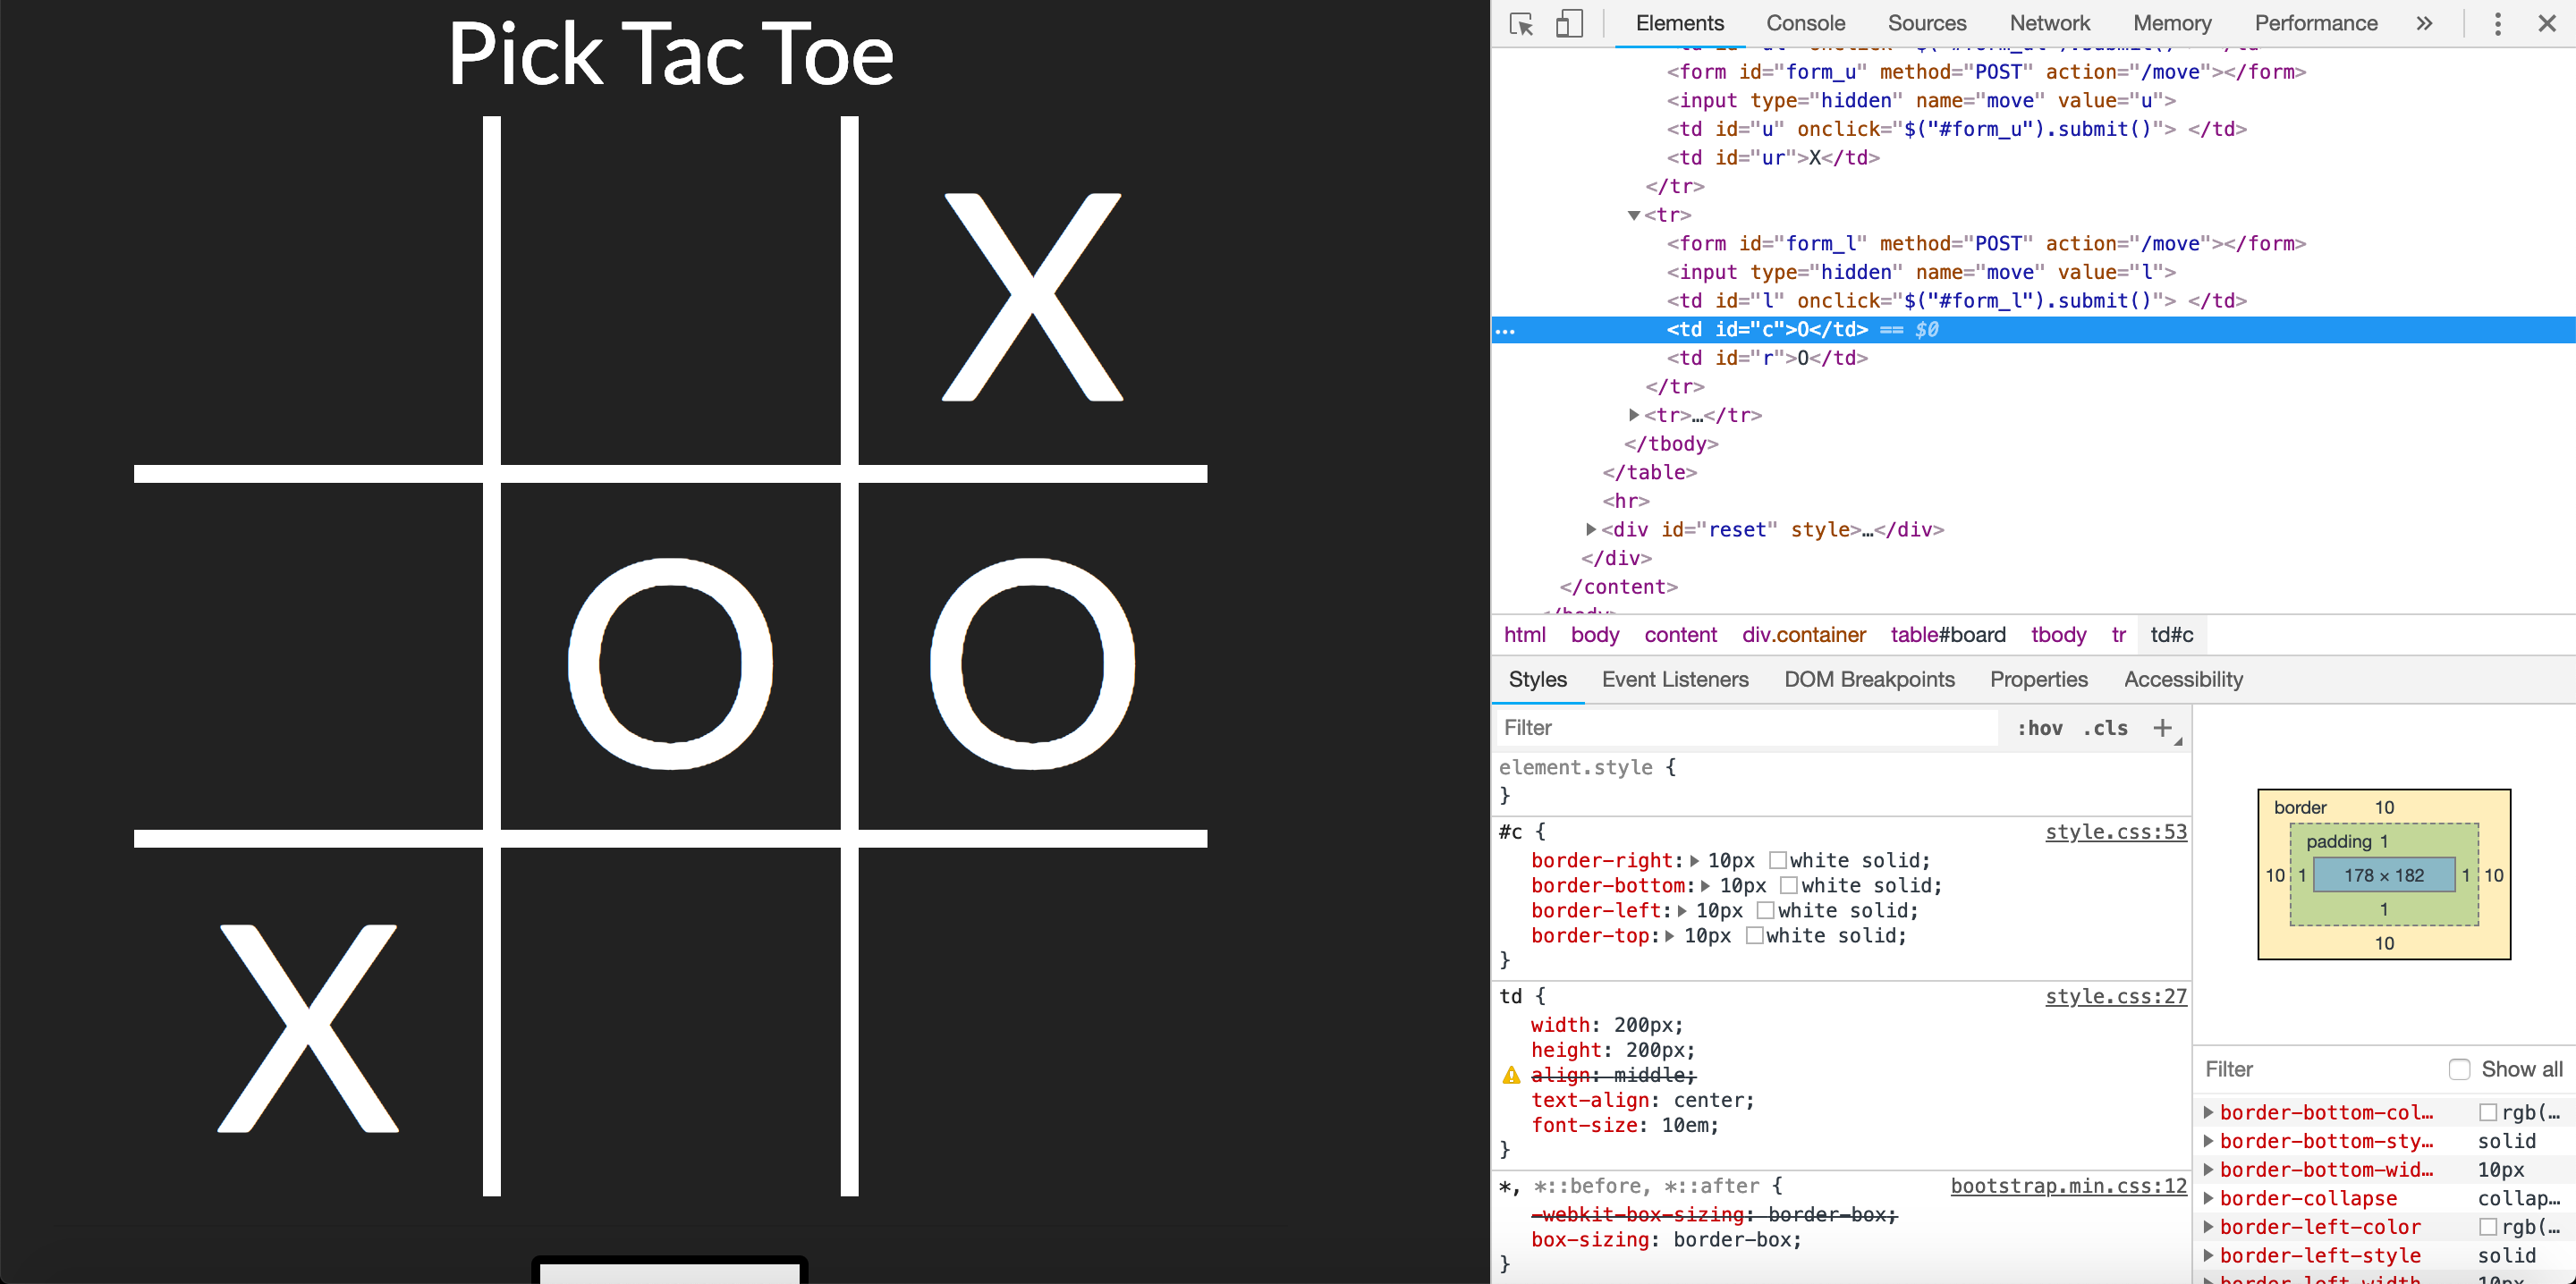 Pick Tac Toe
X
O O
X
Elements Console Sources Network Memory Performance »
<form id="form_u" method="POST" action="/move"></form>
<input type="hidden" name="move" value="u">
<td id="u" onclick="$("#form_u").submit()"> </td>
<td id="ur">X</td>
</tr>
▼<tr>
<form id="form_l" method="POST" action="/move"></form>
<input type="hidden" name="move" value="l">
<td id="l" onclick="$("#form_l").submit()"> </td>
… <td id="c">O</td> == $0
<td id="r">O</td>
</tr>
▶<tr>…</tr>
</tbody>
</table>
<hr>
▶<div id="reset" style>…</div>
</div>
</content>
html body content div.container table#board tbody tr td#c
Styles Event Listeners DOM Breakpoints Properties Accessibility
Filter :hov .cls +
element.style {
}
#c { style.css:53
border-right:▶ 10px white solid;
border-bottom:▶ 10px white solid;
border-left:▶ 10px white solid;
border-top:▶ 10px white solid;
}
td { style.css:27
width: 200px;
height: 200px;
align: middle;
text-align: center;
font-size: 10em;
}
*, *::before, *::after { bootstrap.min.css:12
-webkit-box-sizing: border-box;
box-sizing: border-box;
}
border 10
padding 1
10 1 178 × 182 1 10
1
10
Filter Show all
▶ border-bottom-col… rgb(…
▶ border-bottom-sty… solid
▶ border-bottom-wid… 10px
▶ border-collapse collap…
▶ border-left-color rgb(…
▶ border-left-style solid